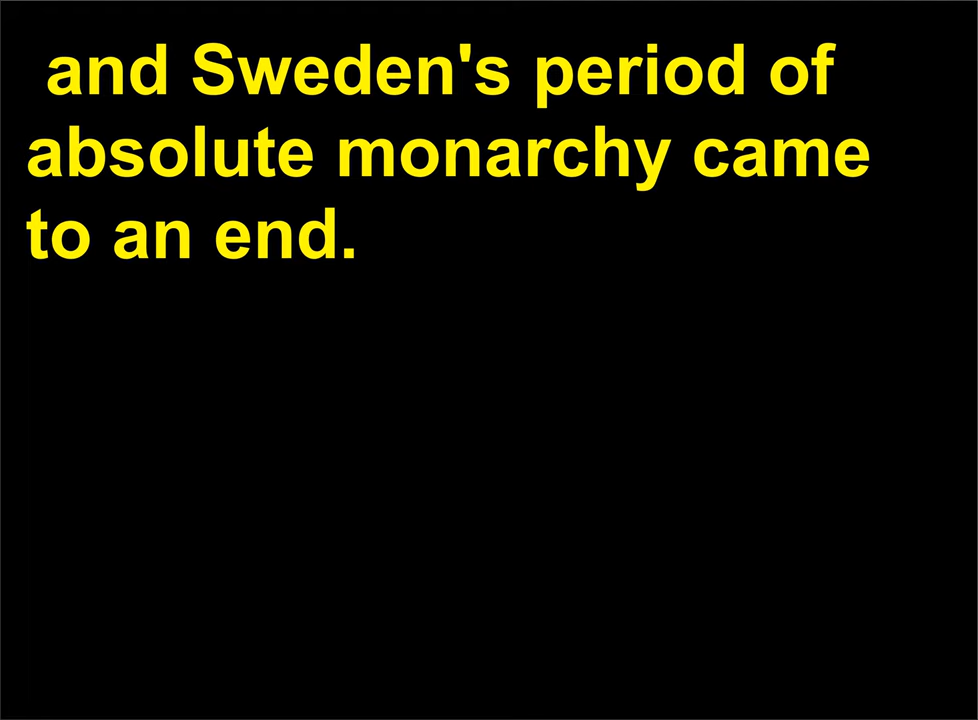 and Sweden's period of
absolute monarchy came
to an end.